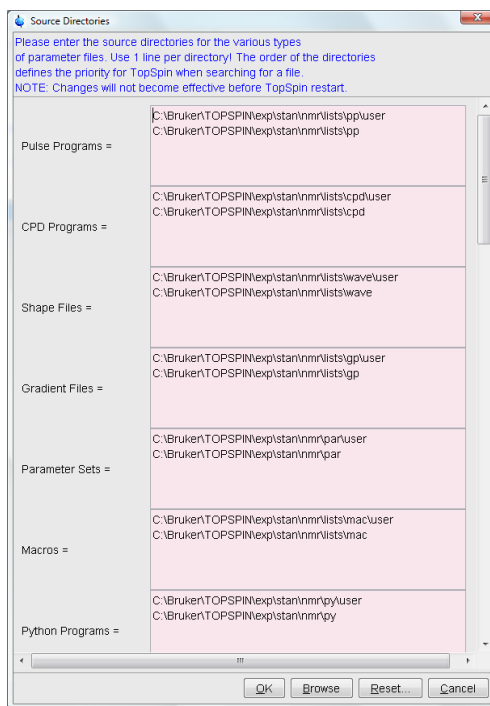 Source Directories
Please enter the source directories for the various types
of parameter files. Use 1 line per directory! The order of the directories
defines the priority for TopSpin when searching for a file.
NOTE: Changes will not become effective before TopSpin restart.
Pulse Programs =
C:\Bruker\TOPSPIN\exp\stan\nmr\lists\pp\user
C:\Bruker\TOPSPIN\exp\stan\nmr\lists\pp
CPD Programs =
C:\Bruker\TOPSPIN\exp\stan\nmr\lists\cpd\user
C:\Bruker\TOPSPIN\exp\stan\nmr\lists\cpd
Shape Files =
C:\Bruker\TOPSPIN\exp\stan\nmr\lists\wave\user
C:\Bruker\TOPSPIN\exp\stan\nmr\lists\wave
Gradient Files =
C:\Bruker\TOPSPIN\exp\stan\nmr\lists\gp\user
C:\Bruker\TOPSPIN\exp\stan\nmr\lists\gp
Parameter Sets =
C:\Bruker\TOPSPIN\exp\stan\nmr\par\user
C:\Bruker\TOPSPIN\exp\stan\nmr\par
Macros =
C:\Bruker\TOPSPIN\exp\stan\nmr\lists\mac\user
C:\Bruker\TOPSPIN\exp\stan\nmr\lists\mac
Python Programs =
C:\Bruker\TOPSPIN\exp\stan\nmr\py\user
C:\Bruker\TOPSPIN\exp\stan\nmr\py
OK Browse Reset... Cancel